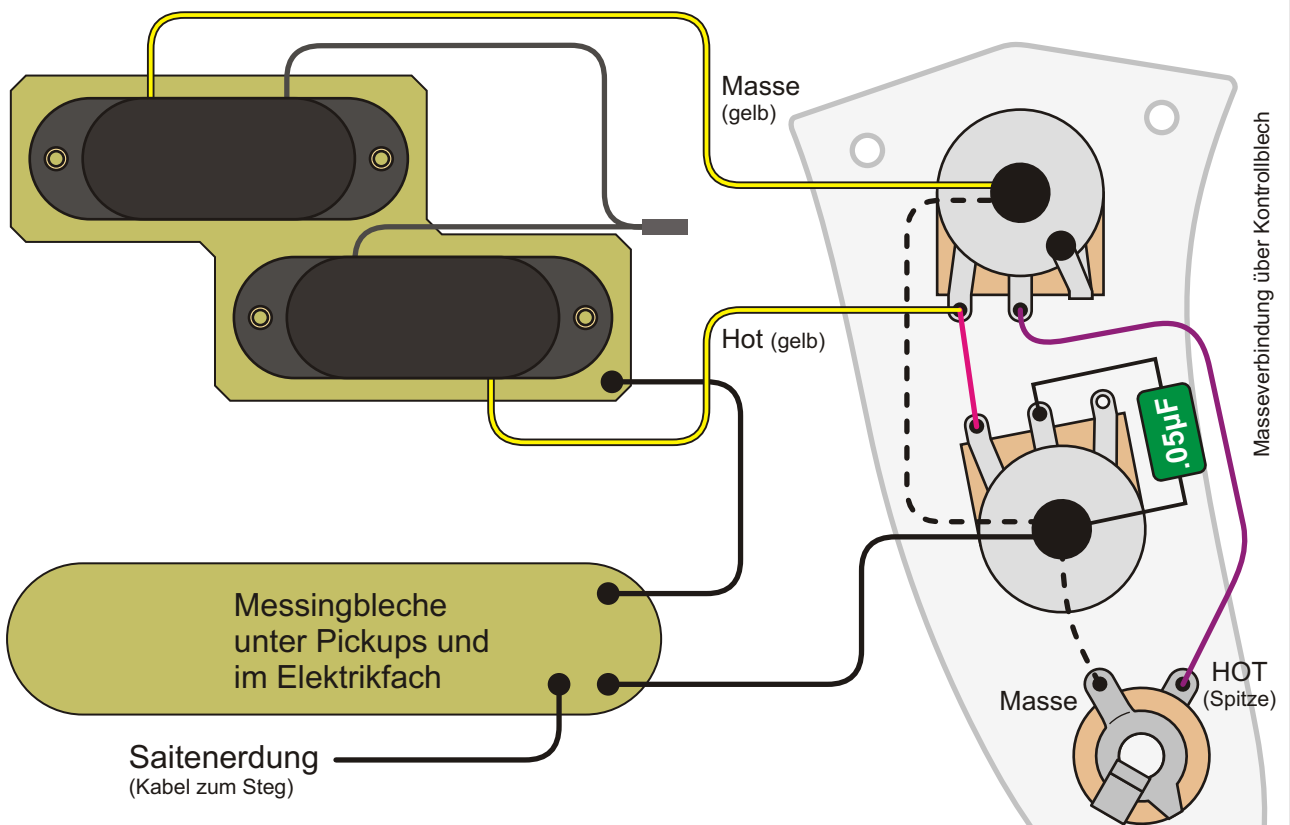 Masse
(gelb)
Masseverbindung über Kontrollblech
Hot (gelb)
.05µF
Messingbleche
unter Pickups und
im Elektrikfach
Masse
HOT
(Spitze)
Saitenerdung
(Kabel zum Steg)